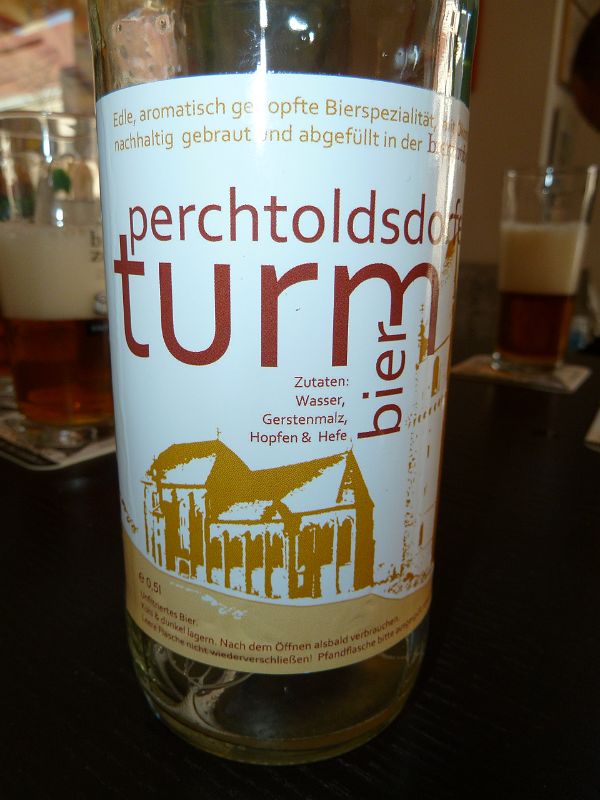 Edle, aromatisch gehopfte Bierspezialität,
nachhaltig gebraut und abgefüllt in der
perchtoldsdorfe
turm
bier
Zutaten:
Wasser,
Gerstenmalz,
Hopfen & Hefe
e 0,5l
Unfiltriertes Bier.
Kühl & dunkel lagern. Nach dem Öffnen alsbald verbrauchen.
Leere Flasche nicht wiederverschließen! Pfandflasche bitte